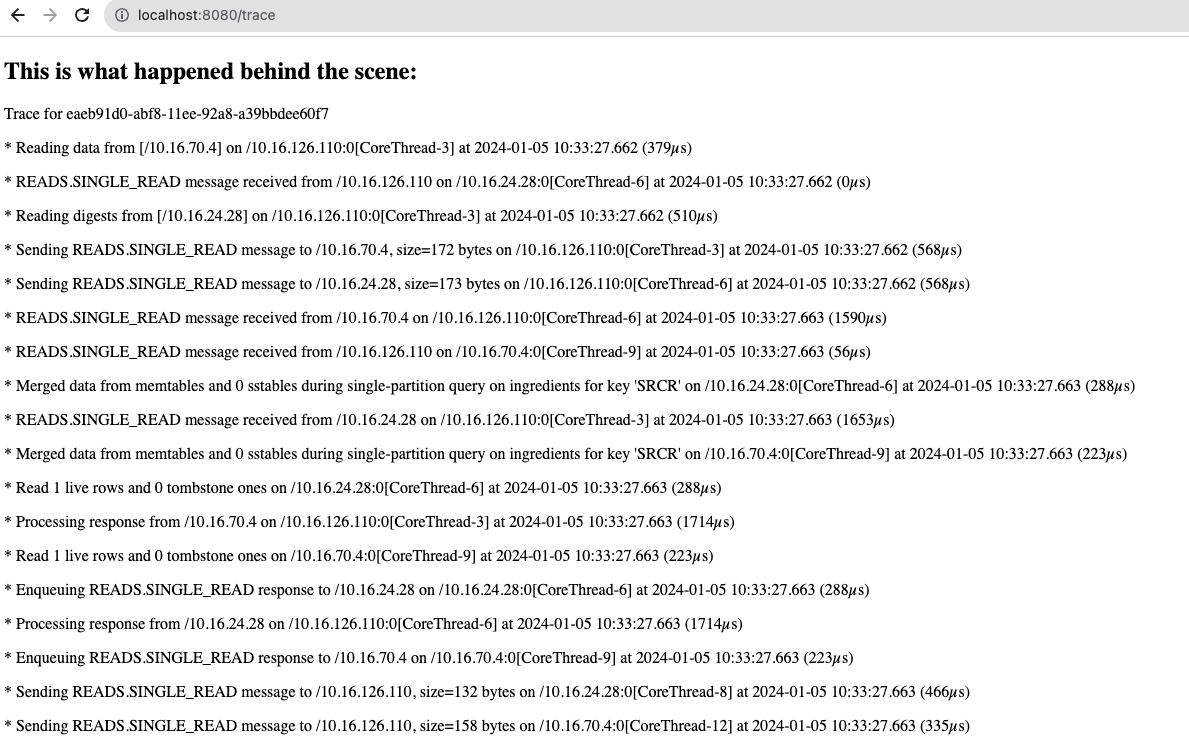 localhost:8080/trace
This is what happened behind the scene:
Trace for eaeb91d0-abf8-11ee-92a8-a39bbdee60f7
* Reading data from [/10.16.70.4] on /10.16.126.110:0[CoreThread-3] at 2024-01-05 10:33:27.662 (379µs)
* READS.SINGLE_READ message received from /10.16.126.110 on /10.16.24.28:0[CoreThread-6] at 2024-01-05 10:33:27.662 (0µs)
* Reading digests from [/10.16.24.28] on /10.16.126.110:0[CoreThread-3] at 2024-01-05 10:33:27.662 (510µs)
* Sending READS.SINGLE_READ message to /10.16.70.4, size=172 bytes on /10.16.126.110:0[CoreThread-3] at 2024-01-05 10:33:27.662 (568µs)
* Sending READS.SINGLE_READ message to /10.16.24.28, size=173 bytes on /10.16.126.110:0[CoreThread-6] at 2024-01-05 10:33:27.662 (568µs)
* READS.SINGLE_READ message received from /10.16.70.4 on /10.16.126.110:0[CoreThread-6] at 2024-01-05 10:33:27.663 (1590µs)
* READS.SINGLE_READ message received from /10.16.126.110 on /10.16.70.4:0[CoreThread-9] at 2024-01-05 10:33:27.663 (56µs)
* Merged data from memtables and 0 sstables during single-partition query on ingredients for key 'SRCR' on /10.16.24.28:0[CoreThread-6] at 2024-01-05 10:33:27.663 (288µs)
* READS.SINGLE_READ message received from /10.16.24.28 on /10.16.126.110:0[CoreThread-3] at 2024-01-05 10:33:27.663 (1653µs)
* Merged data from memtables and 0 sstables during single-partition query on ingredients for key 'SRCR' on /10.16.70.4:0[CoreThread-9] at 2024-01-05 10:33:27.663 (223µs)
* Read 1 live rows and 0 tombstone ones on /10.16.24.28:0[CoreThread-6] at 2024-01-05 10:33:27.663 (288µs)
* Processing response from /10.16.70.4 on /10.16.126.110:0[CoreThread-3] at 2024-01-05 10:33:27.663 (1714µs)
* Read 1 live rows and 0 tombstone ones on /10.16.70.4:0[CoreThread-9] at 2024-01-05 10:33:27.663 (223µs)
* Enqueuing READS.SINGLE_READ response to /10.16.24.28 on /10.16.24.28:0[CoreThread-6] at 2024-01-05 10:33:27.663 (288µs)
* Processing response from /10.16.24.28 on /10.16.126.110:0[CoreThread-6] at 2024-01-05 10:33:27.663 (1714µs)
* Enqueuing READS.SINGLE_READ response to /10.16.70.4 on /10.16.70.4:0[CoreThread-9] at 2024-01-05 10:33:27.663 (223µs)
* Sending READS.SINGLE_READ message to /10.16.126.110, size=132 bytes on /10.16.24.28:0[CoreThread-8] at 2024-01-05 10:33:27.663 (466µs)
* Sending READS.SINGLE_READ message to /10.16.126.110, size=158 bytes on /10.16.70.4:0[CoreThread-12] at 2024-01-05 10:33:27.663 (335µs)